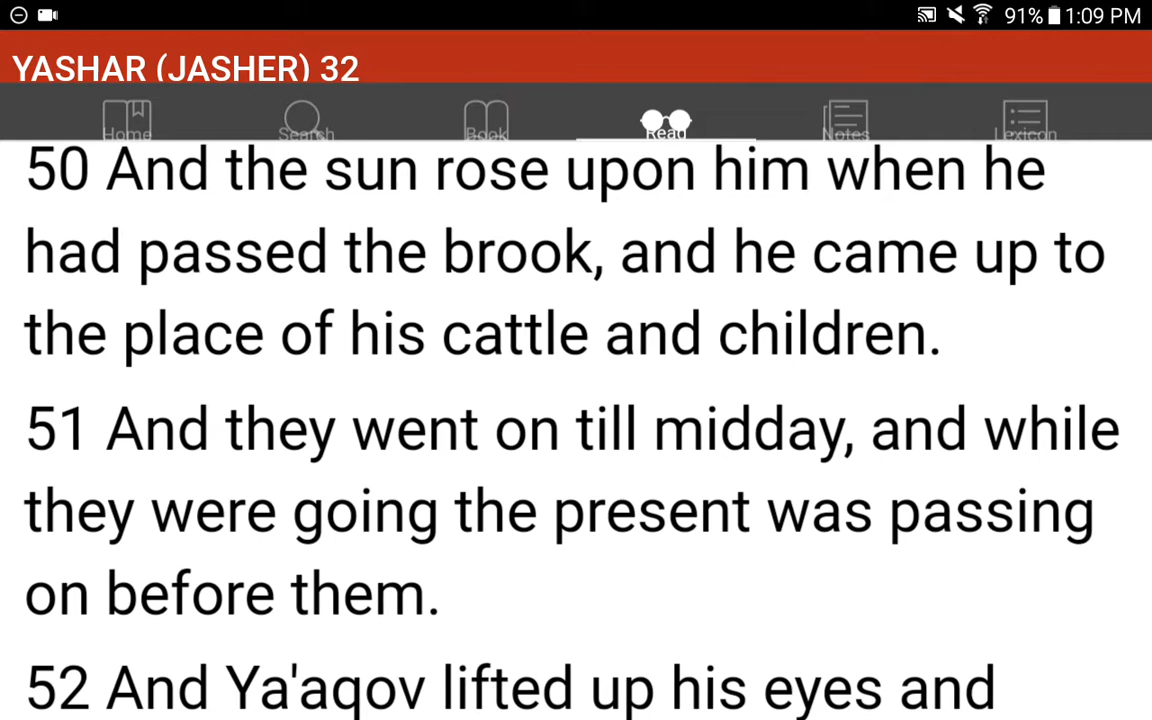 91% 1:09 PM
YASHAR (JASHER) 32
Home Search Book Read Notes Lexicon
50 And the sun rose upon him when he
had passed the brook, and he came up to
the place of his cattle and children.
51 And they went on till midday, and while
they were going the present was passing
on before them.
52 And Ya'aqov lifted up his eyes and